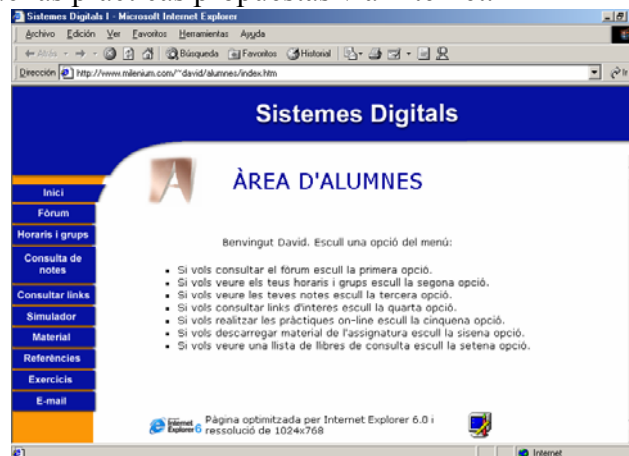 Sistemes Digitals I - Microsoft Internet Explorer
Archivo Edición Ver Favoritos Herramientas Ayuda
Atrás Búsqueda Favoritos Historial
Dirección http://www.milenium.com/~david/alumnes/index.htm Ir
Sistemes Digitals
ÀREA D'ALUMNES
Inici
Fòrum
Horaris i grups
Consulta de
notes
Consultar links
Simulador
Material
Referències
Exercicis
E-mail
Benvingut David. Escull una opció del menú:
• Si vols consultar el fòrum escull la primera opció.
• Si vols veure els teus horaris i grups escull la segona opció.
• Si vols veure les teves notes escull la tercera opció.
• Si vols consultar links d'interes escull la quarta opció.
• Si vols realitzar les pràctiques on-line escull la cinquena opció.
• Si vols descarregar material de l'assignatura escull la sisena opció.
• Si vols veure una llista de llibres de consulta escull la setena opció.
Internet Explorer 6
Pàgina optimitzada per Internet Explorer 6.0 i
ressolució de 1024x768
Internet